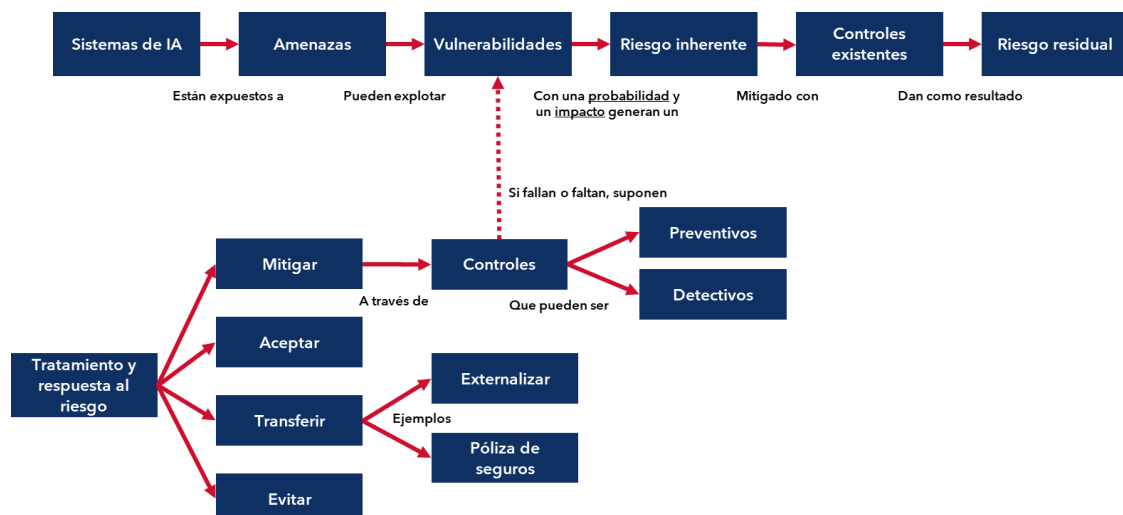 Sistemas de IA
Amenazas
Vulnerabilidades
Riesgo inherente
Controles
existentes
Riesgo residual
Están expuestos a
Pueden explotar
Con una probabilidad y
un impacto generan un
Mitigado con
Dan como resultado
Si fallan o faltan, suponen
Preventivos
Mitigar
Controles
Detectivos
A través de
Que pueden ser
Aceptar
Tratamiento y
respuesta al
riesgo
Externalizar
Transferir
Ejemplos
Póliza de
seguros
Evitar